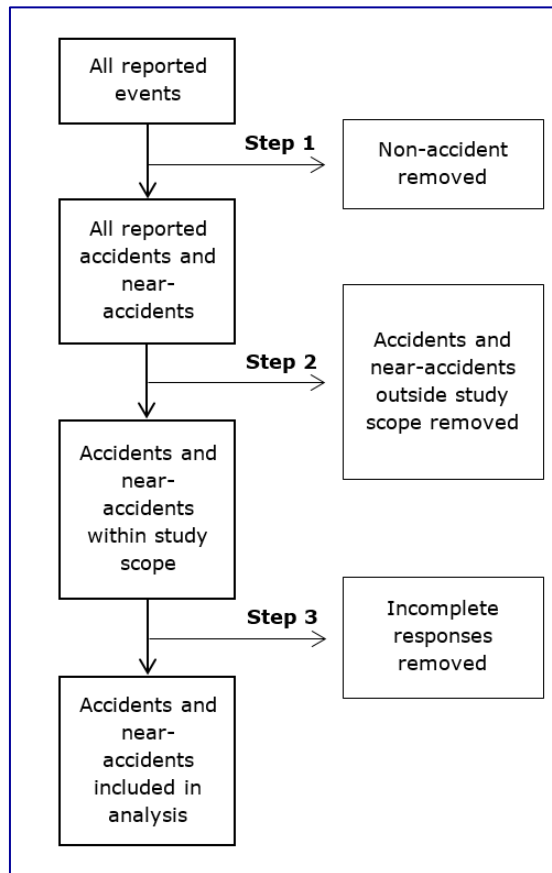 All reported
events
Step 1
Non-accident
removed
All reported
accidents and
near-
accidents
Step 2
Accidents and
near-accidents
outside study
scope removed
Accidents and
near-
accidents
within study
scope
Step 3
Incomplete
responses
removed
Accidents and
near-
accidents
included in
analysis